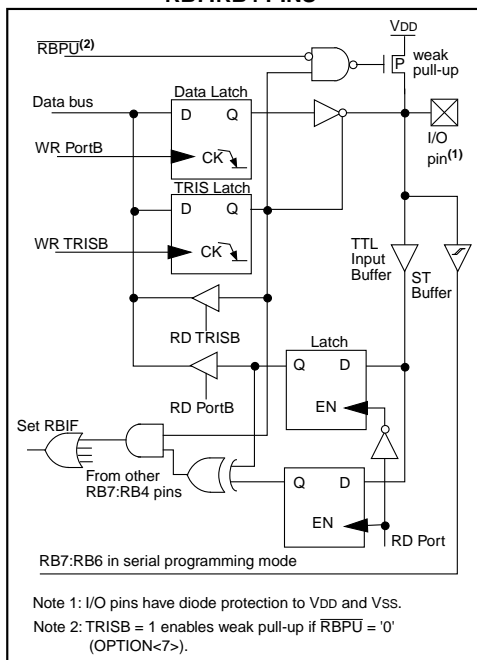 RB7:RB4 PINS
VDD
RBPU(2)
weak
pull-up
P
Data Latch
Data bus
D Q
I/O
pin(1)
WR PortB
CK
TRIS Latch
D Q
WR TRISB
CK
TTL
Input
Buffer
ST
Buffer
RD TRISB
Latch
Q D
RD PortB
EN
Set RBIF
From other
RB7:RB4 pins
Q D
EN
RD Port
RB7:RB6 in serial programming mode
Note 1: I/O pins have diode protection to VDD and VSS.
Note 2: TRISB = 1 enables weak pull-up if RBPU = '0'
(OPTION<7>).